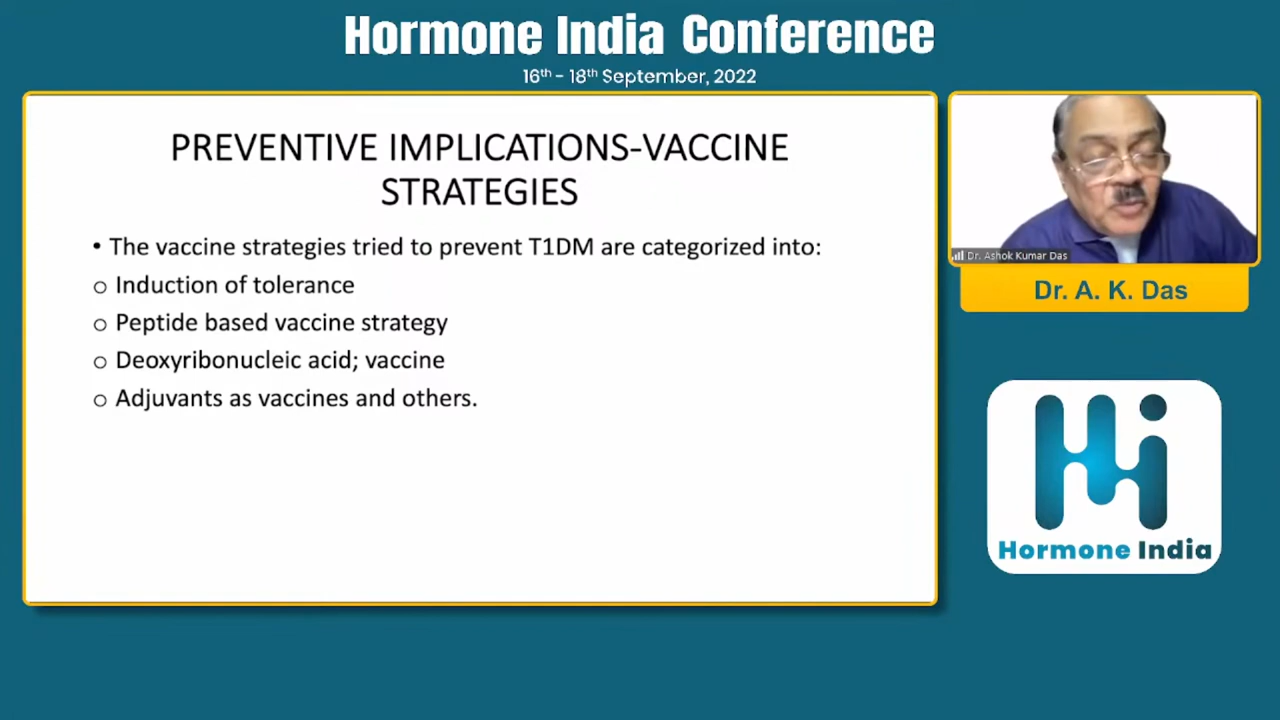 Hormone India Conference
16th - 18th September, 2022
PREVENTIVE IMPLICATIONS-VACCINE
STRATEGIES
• The vaccine strategies tried to prevent T1DM are categorized into:
o Induction of tolerance
o Peptide based vaccine strategy
o Deoxyribonucleic acid; vaccine
o Adjuvants as vaccines and others.
Dr. Ashok Kumar Das
Dr. A. K. Das
Hi
Hormone India